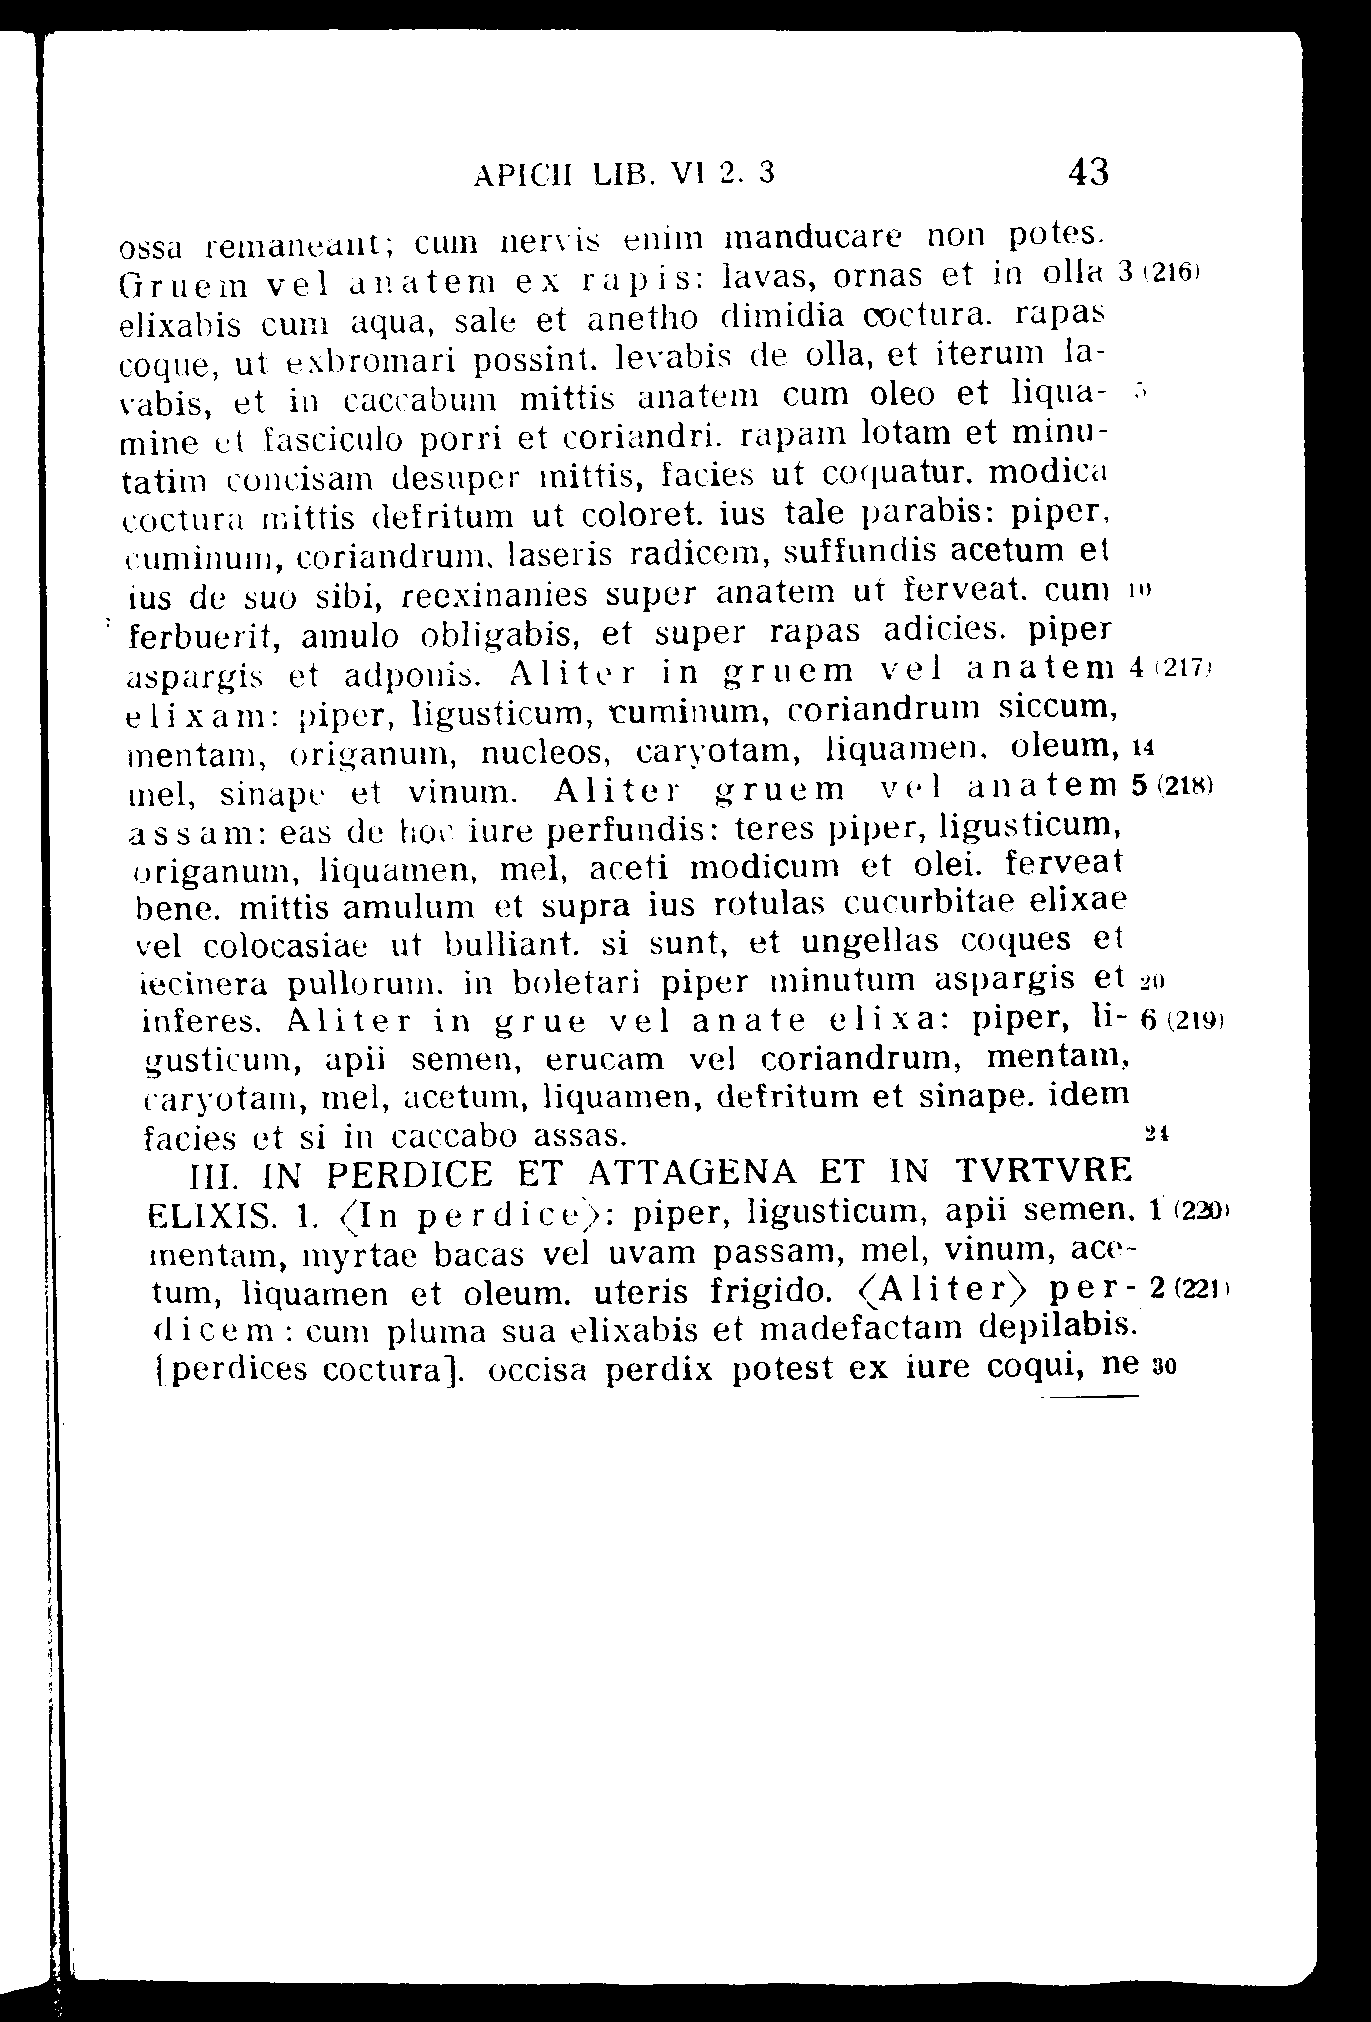 APICII LIB. VI 2. 3 43
ossa remaneant; cum nervis enim manducare non potes.
Gruem vel anatem ex rapis: lavas, ornas et in olla 3 (216)
elixabis cum aqua, sale et anetho dimidia coctura. rapas
coque, ut exbromari possint. levabis de olla, et iterum la-
vabis, et in caccabum mittis anatem cum oleo et liqua- 5
mine et fasciculo porri et coriandri. rapam lotam et minu-
tatim concisam desuper mittis, facies ut coquatur. modica
coctura mittis defritum ut coloret. ius tale parabis: piper,
cuminum, coriandrum, laseris radicem, suffundis acetum et
ius de suo sibi, reexinanies super anatem ut ferveat. cum 10
ferbuerit, amulo obligabis, et super rapas adicies. piper
aspargis et adponis. Aliter in gruem vel anatem 4 (217)
elixam: piper, ligusticum, cuminum, coriandrum siccum,
mentam, origanum, nucleos, caryotam, liquamen, oleum, 14
mel, sinape et vinum. Aliter gruem vel anatem 5 (218)
assam: eas de hoc iure perfundis: teres piper, ligusticum,
origanum, liquamen, mel, aceti modicum et olei. ferveat
bene. mittis amulum et supra ius rotulas cucurbitae elixae
vel colocasiae ut bulliant. si sunt, et ungellas coques et
iecinera pullorum. in boletari piper minutum aspargis et 20
inferes. Aliter in grue vel anate elixa: piper, li- 6 (219)
gusticum, apii semen, erucam vel coriandrum, mentam,
caryotam, mel, acetum, liquamen, defritum et sinape. idem
facies et si in caccabo assas. 24
III. IN PERDICE ET ATTAGENA ET IN TVRTVRE
ELIXIS. 1. ⟨In perdice⟩: piper, ligusticum, apii semen, 1 (220)
mentam, myrtae bacas vel uvam passam, mel, vinum, ace-
tum, liquamen et oleum. uteris frigido. ⟨Aliter⟩ per- 2 (221)
dicem: cum pluma sua elixabis et madefactam depilabis.
[perdices coctura]. occisa perdix potest ex iure coqui, ne 30